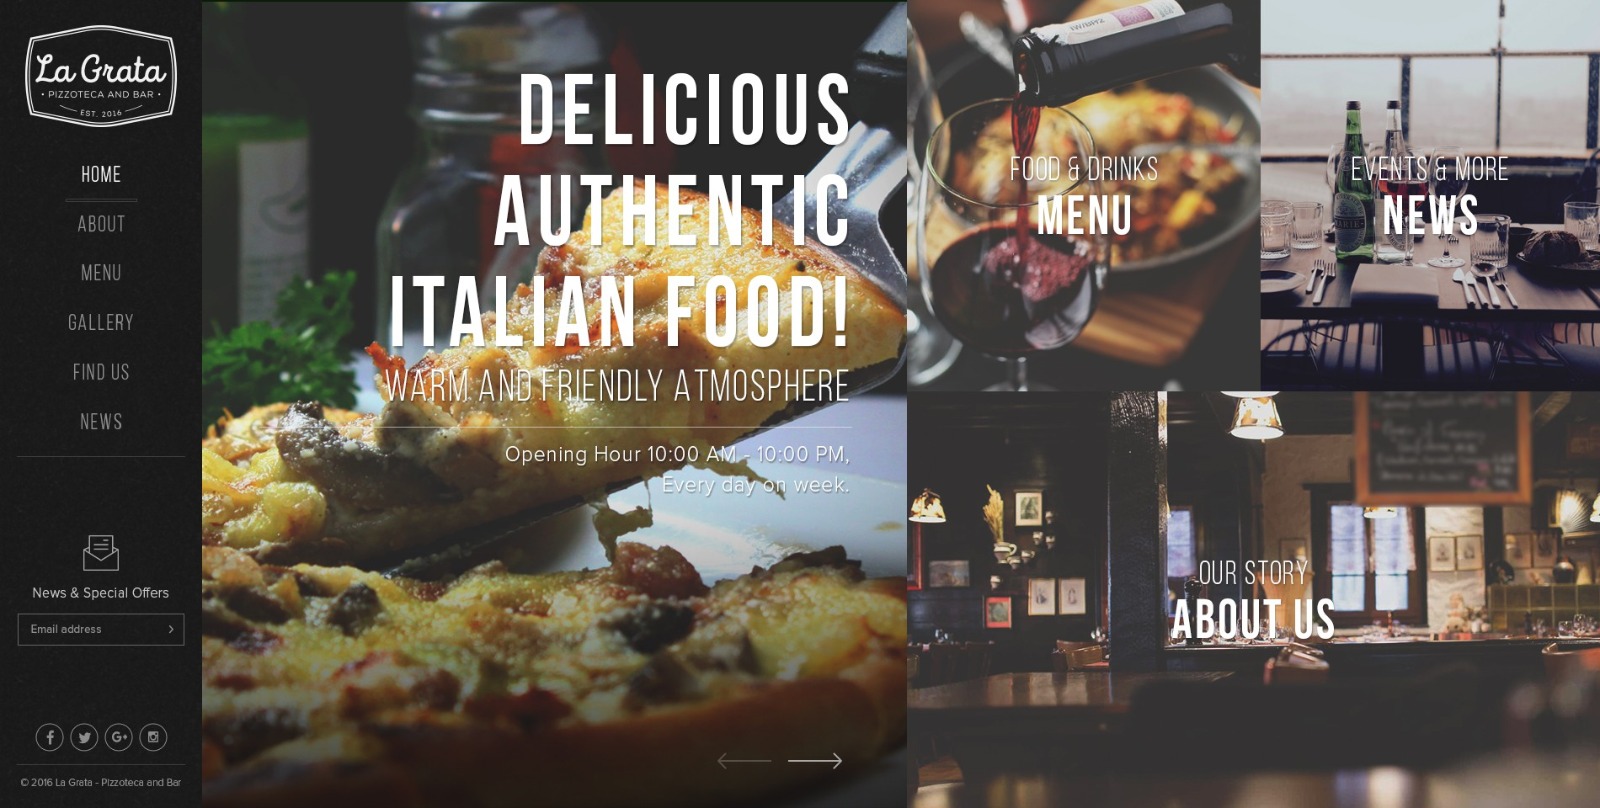 La Grata
• PIZZOTECA AND BAR •
EST. 2016
HOME
ABOUT
MENU
GALLERY
FIND US
NEWS
News & Special Offers
Email address
© 2016 La Grata - Pizzoteca and Bar
DELICIOUS
AUTHENTIC
ITALIAN FOOD!
WARM AND FRIENDLY ATMOSPHERE
Opening Hour 10:00 AM - 10:00 PM,
Every day on week.
FOOD & DRINKS
MENU
EVENTS & MORE
NEWS
OUR STORY
ABOUT US